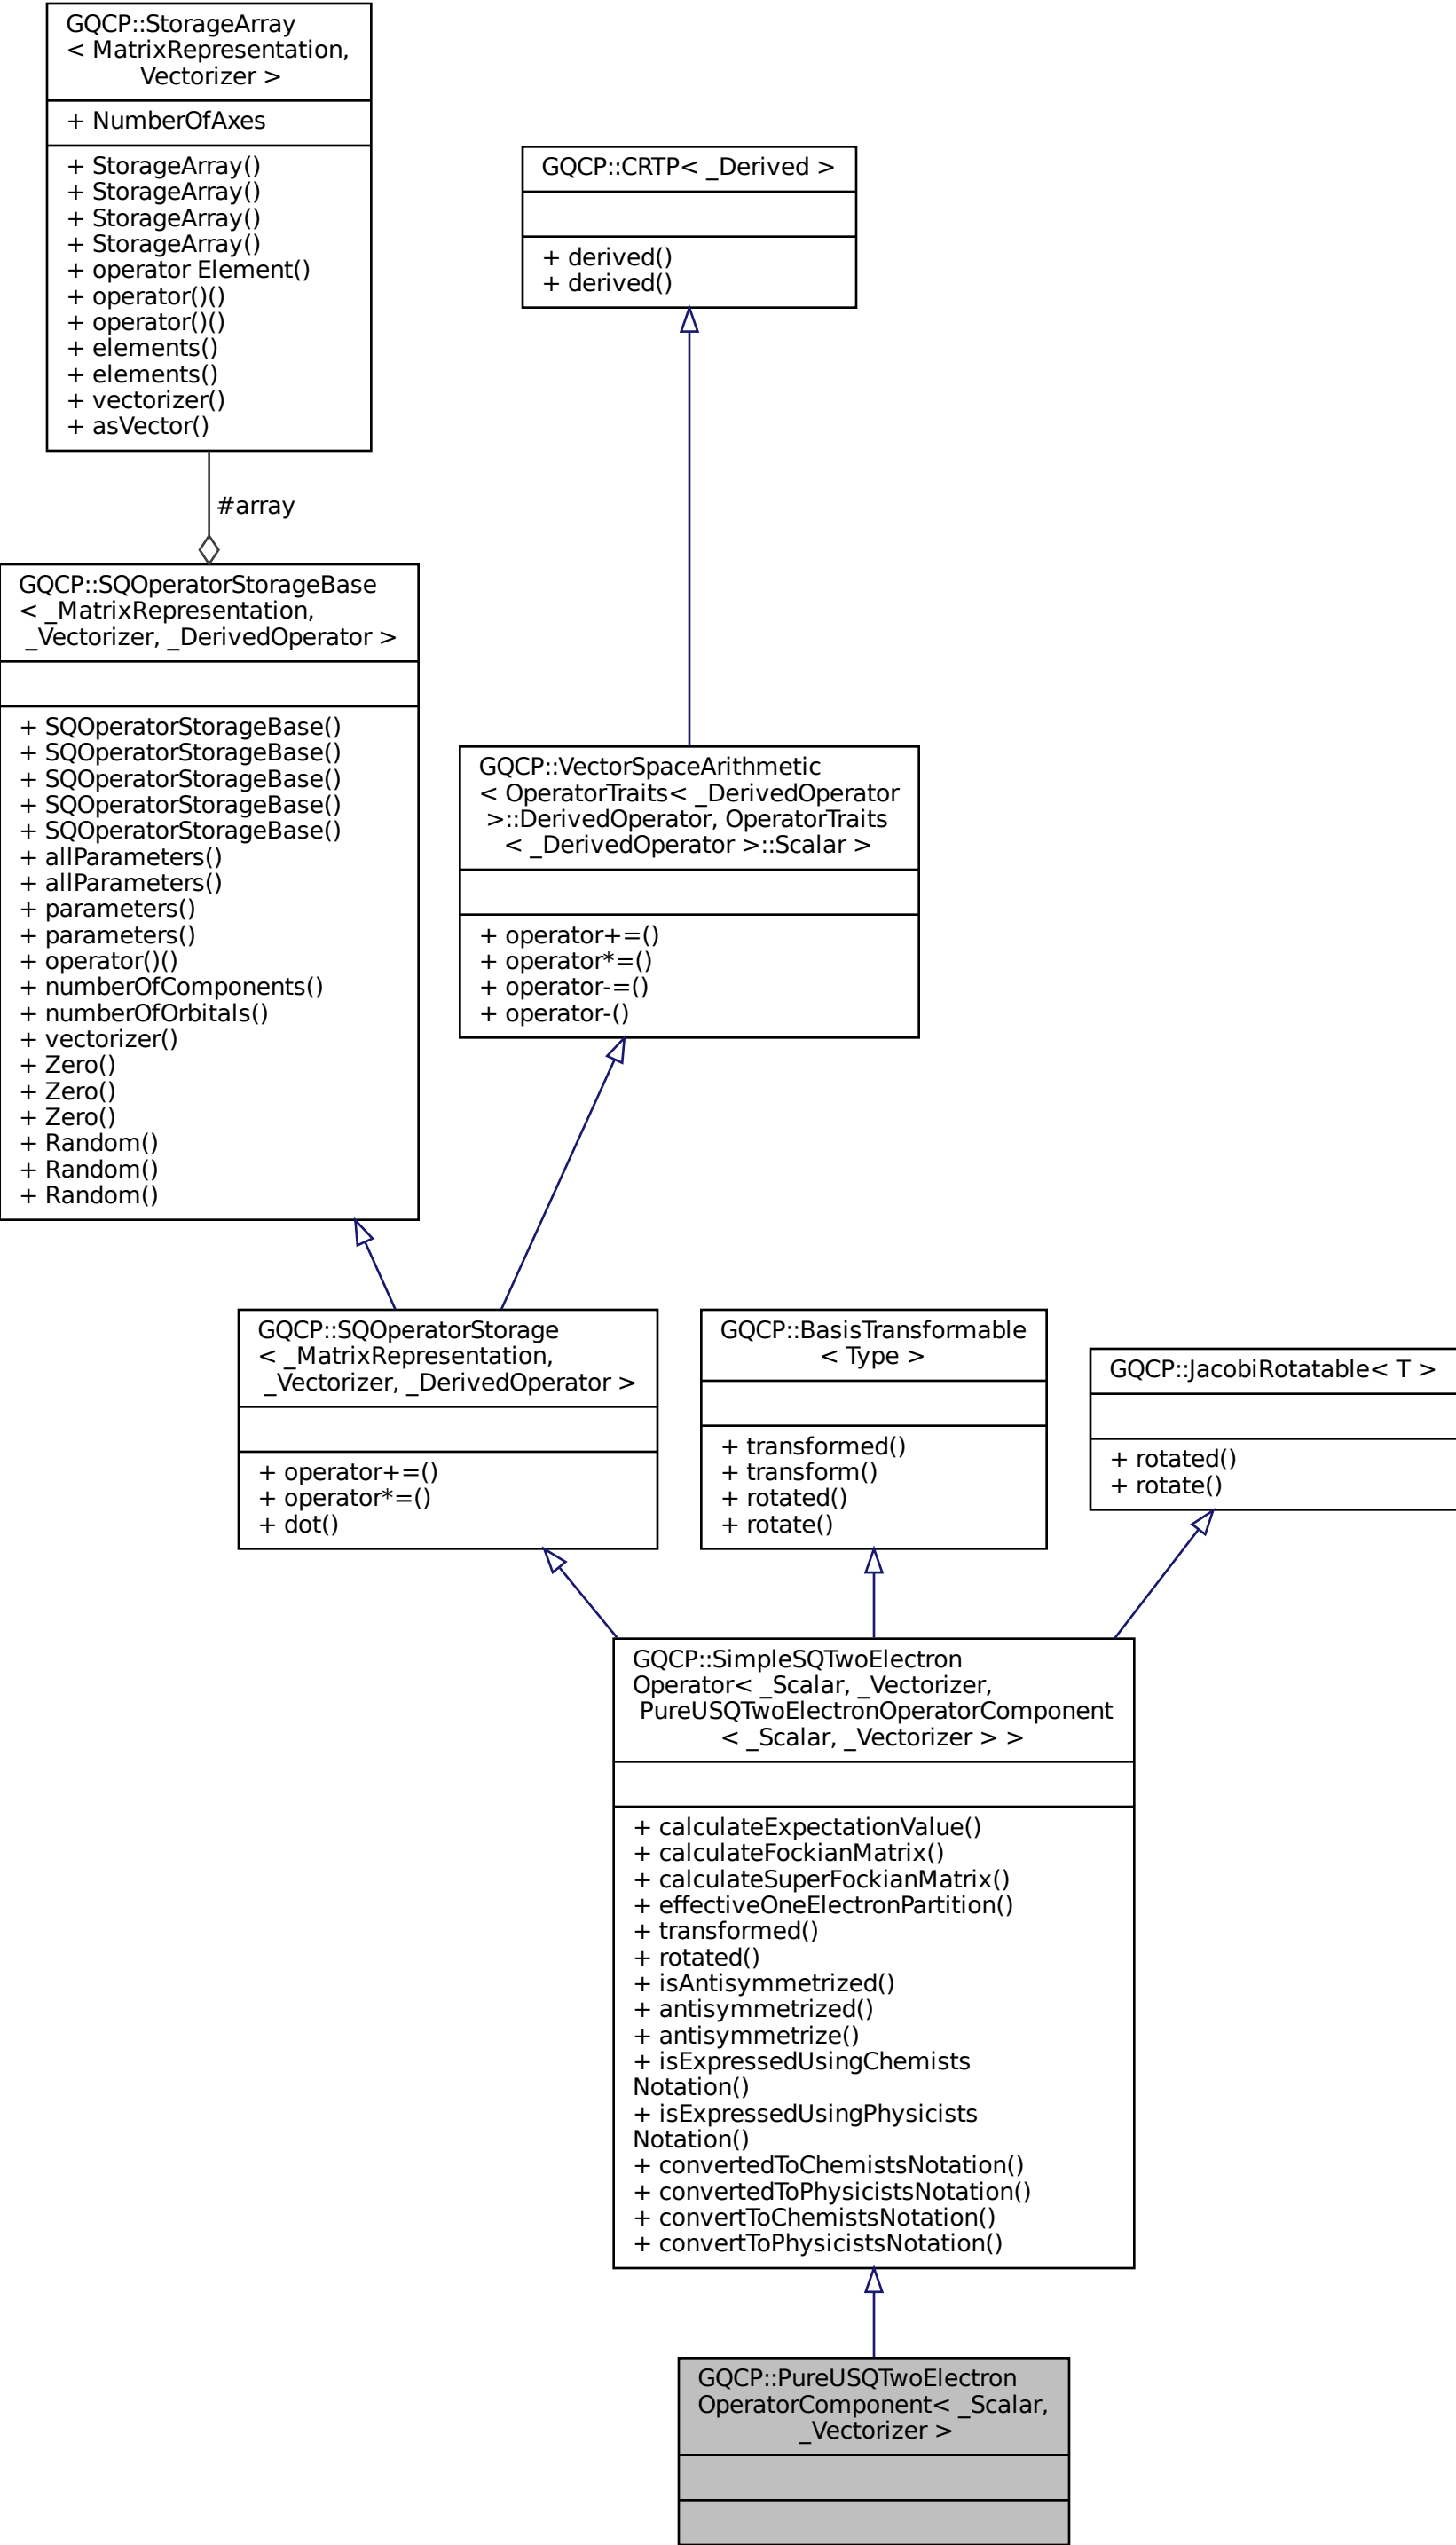 GQCP::StorageArray
< MatrixRepresentation,
Vectorizer >
+ NumberOfAxes
+ StorageArray()
+ StorageArray()
+ StorageArray()
+ StorageArray()
+ operator Element()
+ operator()()
+ operator()()
+ elements()
+ elements()
+ vectorizer()
+ asVector()
GQCP::CRTP< _Derived >
+ derived()
+ derived()
#array
GQCP::SQOperatorStorageBase
< _MatrixRepresentation,
_Vectorizer, _DerivedOperator >
+ SQOperatorStorageBase()
+ SQOperatorStorageBase()
+ SQOperatorStorageBase()
+ SQOperatorStorageBase()
+ SQOperatorStorageBase()
+ allParameters()
+ allParameters()
+ parameters()
+ parameters()
+ operator()()
+ numberOfComponents()
+ numberOfOrbitals()
+ vectorizer()
+ Zero()
+ Zero()
+ Zero()
+ Random()
+ Random()
+ Random()
GQCP::VectorSpaceArithmetic
< OperatorTraits< _DerivedOperator
>::DerivedOperator, OperatorTraits
< _DerivedOperator >::Scalar >
+ operator+=()
+ operator*=()
+ operator-=()
+ operator-()
GQCP::SQOperatorStorage
< _MatrixRepresentation,
_Vectorizer, _DerivedOperator >
+ operator+=()
+ operator*=()
+ dot()
GQCP::BasisTransformable
< Type >
+ transformed()
+ transform()
+ rotated()
+ rotate()
GQCP::JacobiRotatable< T >
+ rotated()
+ rotate()
GQCP::SimpleSQTwoElectron
Operator< _Scalar, _Vectorizer,
PureUSQTwoElectronOperatorComponent
< _Scalar, _Vectorizer > >
+ calculateExpectationValue()
+ calculateFockianMatrix()
+ calculateSuperFockianMatrix()
+ effectiveOneElectronPartition()
+ transformed()
+ rotated()
+ isAntisymmetrized()
+ antisymmetrized()
+ antisymmetrize()
+ isExpressedUsingChemists
Notation()
+ isExpressedUsingPhysicists
Notation()
+ convertedToChemistsNotation()
+ convertedToPhysicistsNotation()
+ convertToChemistsNotation()
+ convertToPhysicistsNotation()
GQCP::PureUSQTwoElectron
OperatorComponent< _Scalar,
_Vectorizer >